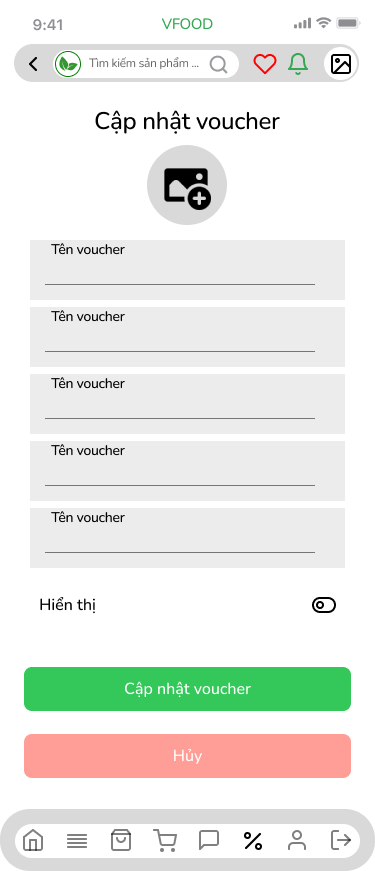 9:41
VFOOD
Tìm kiếm sản phẩm ...
Cập nhật voucher
Tên voucher
Tên voucher
Tên voucher
Tên voucher
Tên voucher
Hiển thị
Cập nhật voucher
Hủy